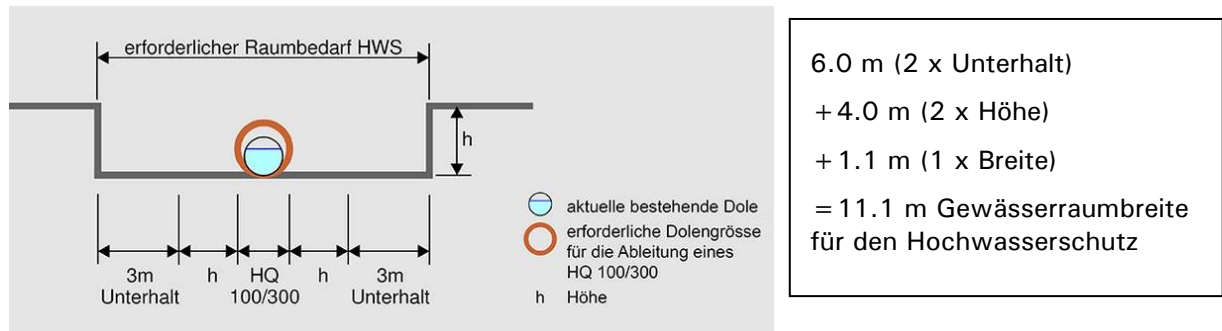 erforderlicher Raumbedarf HWS
h
aktuelle bestehende Dole
erforderliche Dolengrösse
für die Ableitung eines
HQ 100/300
h Höhe
3m h HQ h 3m
Unterhalt 100/300 Unterhalt
6.0 m (2 x Unterhalt)
+4.0 m (2 x Höhe)
+1.1 m (1 x Breite)
=11.1 m Gewässerraumbreite
für den Hochwasserschutz